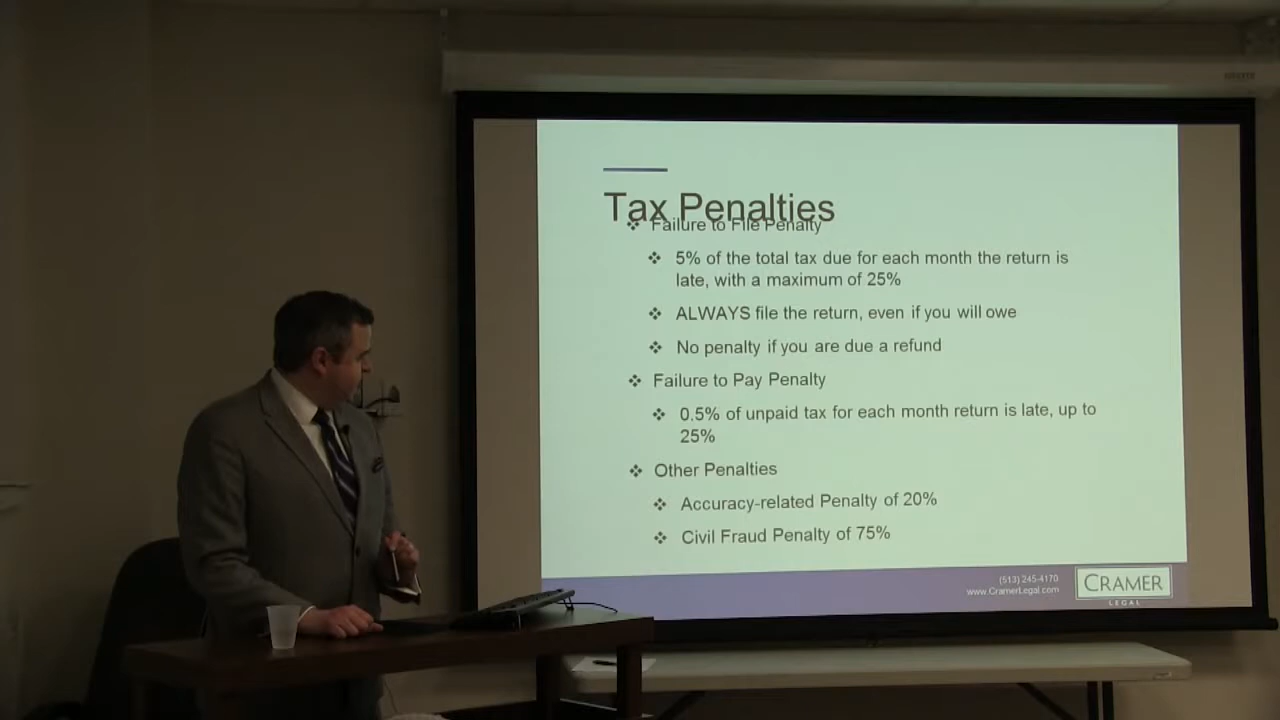 Tax Penalties
❖ Failure to File Penalty
❖ 5% of the total tax due for each month the return is
late, with a maximum of 25%
❖ ALWAYS file the return, even if you will owe
❖ No penalty if you are due a refund
❖ Failure to Pay Penalty
❖ 0.5% of unpaid tax for each month return is late, up to
25%
❖ Other Penalties
❖ Accuracy-related Penalty of 20%
❖ Civil Fraud Penalty of 75%
(513) 245-4170
www.CramerLegal.com
CRAMER
LEGAL